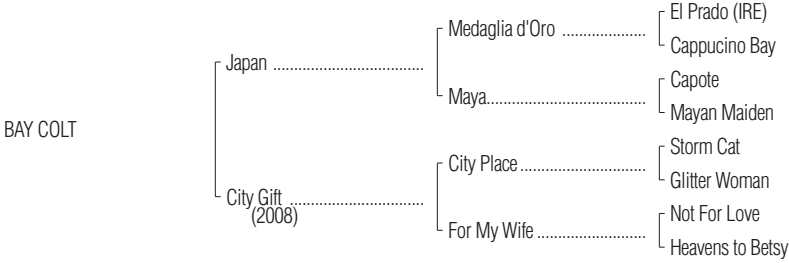 El Prado (IRE)
Medaglia d'Oro ....................
Cappucino Bay
Japan ...................................
Capote
Maya.....................................
Mayan Maiden
BAY COLT
Storm Cat
City Place..............................
Glitter Woman
City Gift ...............................
(2008)
Not For Love
For My Wife ..........................
Heavens to Betsy